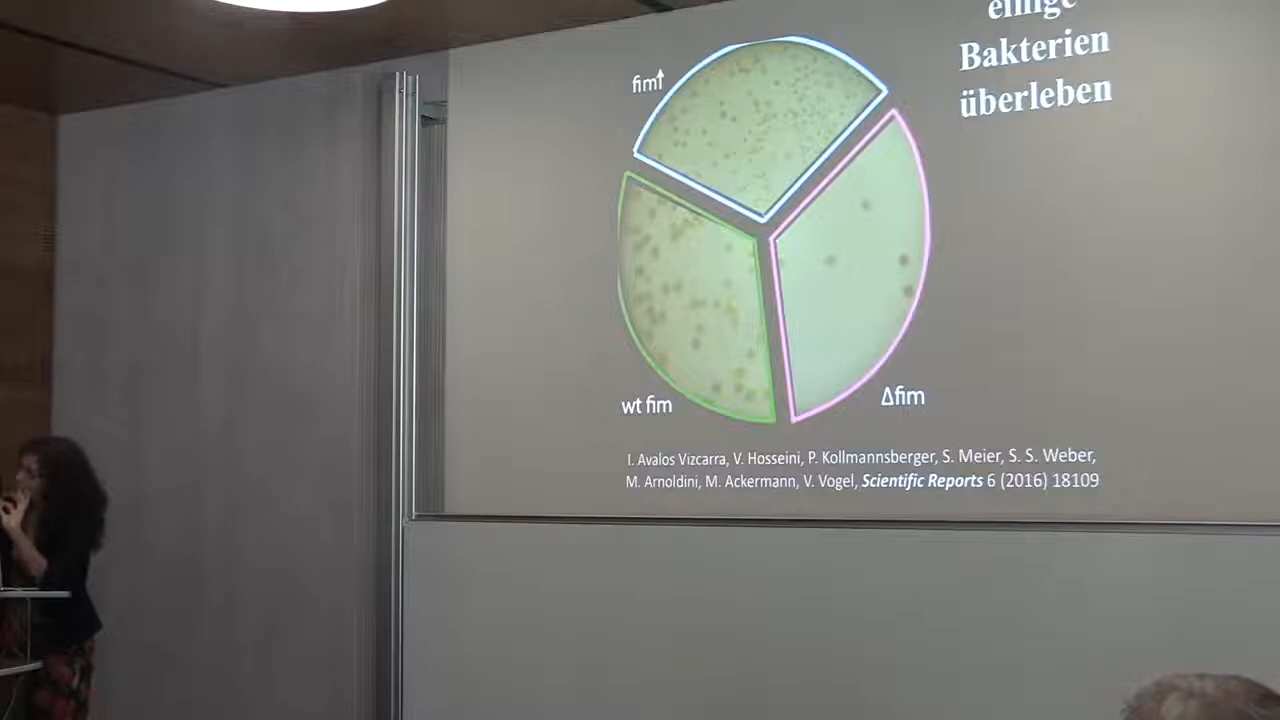 einige
Bakterien
überleben
fim↑
wt fim
Δfim
I. Avalos Vizcarra, V. Hosseini, P. Kollmannsberger, S. Meier, S. S. Weber,
M. Arnoldini, M. Ackermann, V. Vogel, Scientific Reports 6 (2016) 18109